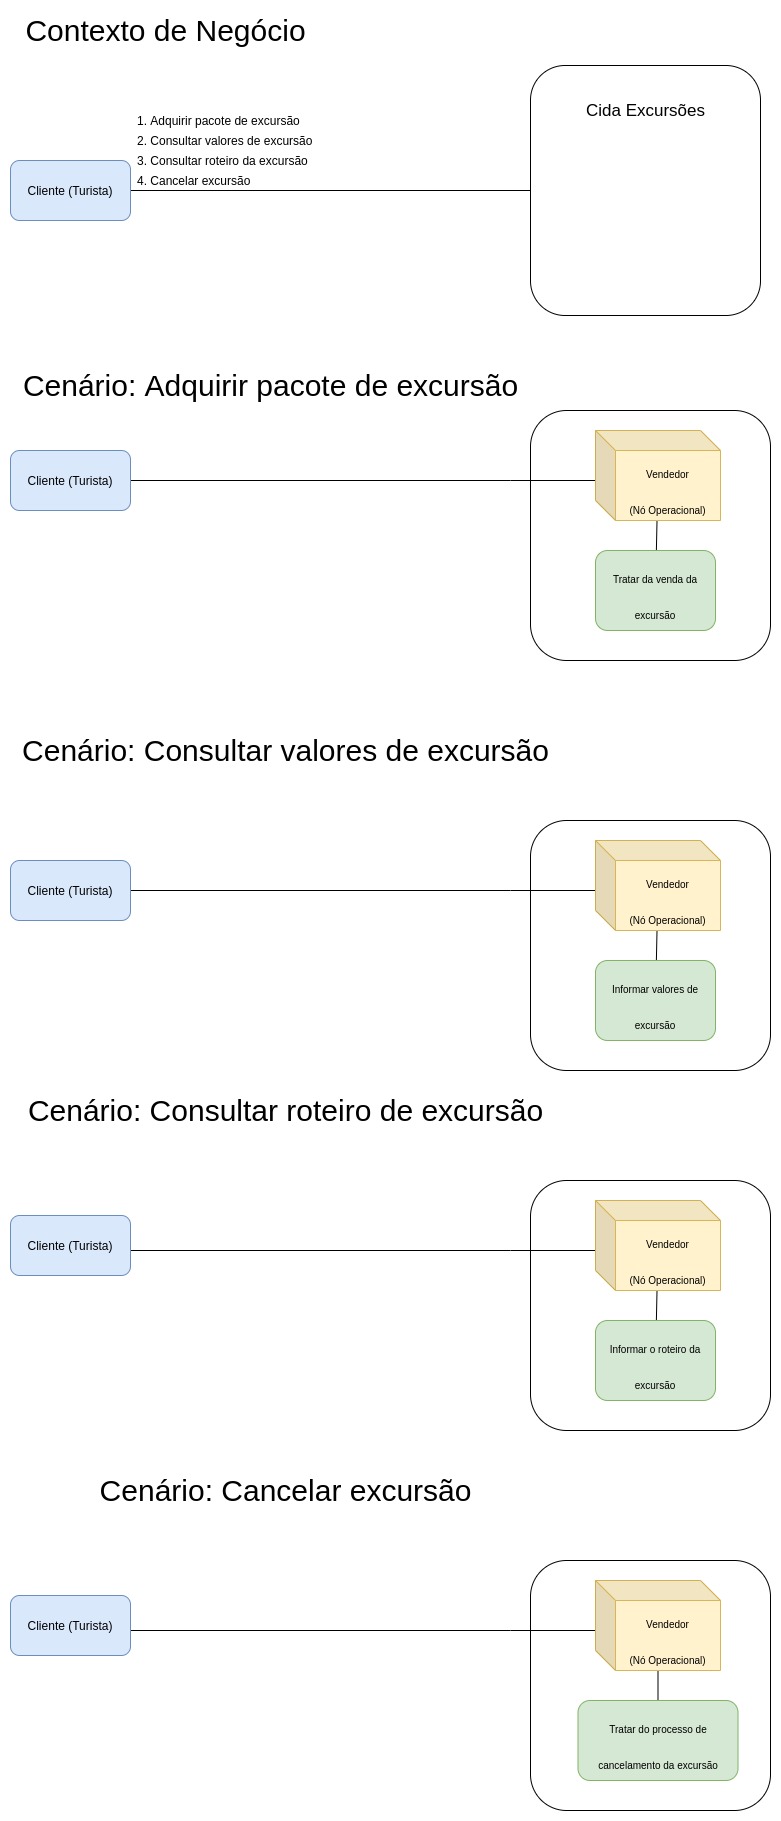 Contexto de Negócio
Cida Excursões
1. Adquirir pacote de excursão
2. Consultar valores de excursão
3. Consultar roteiro da excursão
4. Cancelar excursão
Cliente (Turista)
Cenário: Adquirir pacote de excursão
Cliente (Turista)
Vendedor
(Nó Operacional)
Tratar da venda da
excursão
Cenário: Consultar valores de excursão
Cliente (Turista)
Vendedor
(Nó Operacional)
Informar valores de
excursão
Cenário: Consultar roteiro de excursão
Cliente (Turista)
Vendedor
(Nó Operacional)
Informar o roteiro da
excursão
Cenário: Cancelar excursão
Cliente (Turista)
Vendedor
(Nó Operacional)
Tratar do processo de
cancelamento da excursão